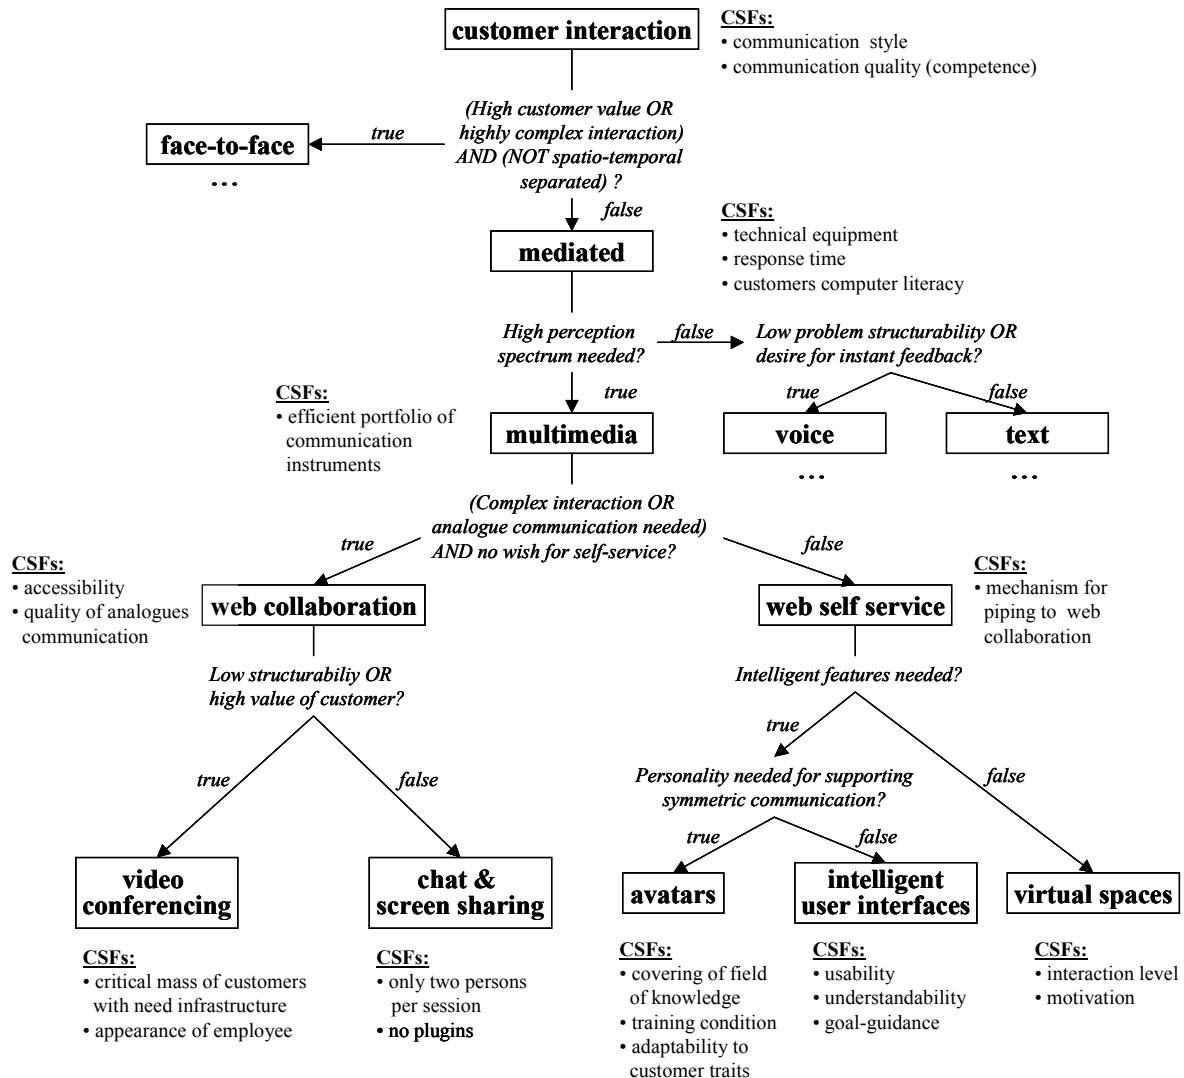 customer interaction
CSFs:
• communication style
• communication quality (competence)
(High customer value OR
highly complex interaction)
AND (NOT spatio-temporal
separated) ?
true
face-to-face
...
false
mediated
CSFs:
• technical equipment
• response time
• customers computer literacy
High perception
spectrum needed?
false
Low problem structurability OR
desire for instant feedback?
true
false
voice
...
text
...
true
CSFs:
• efficient portfolio of
communication
instruments
multimedia
(Complex interaction OR
analogue communication needed)
AND no wish for self-service?
true
false
CSFs:
• accessibility
• quality of analogues
communication
web collaboration
web self service
CSFs:
• mechanism for
piping to web
collaboration
Low structurabiliy OR
high value of customer?
true
false
Intelligent features needed?
true
false
Personality needed for supporting
symmetric communication?
true
false
video
conferencing
chat &
screen sharing
avatars
intelligent
user interfaces
virtual spaces
CSFs:
• critical mass of customers
with need infrastructure
• appearance of employee
CSFs:
• only two persons
per session
• no plugins
CSFs:
• covering of field
of knowledge
• training condition
• adaptability to
customer traits
CSFs:
• usability
• understandability
• goal-guidance
CSFs:
• interaction level
• motivation